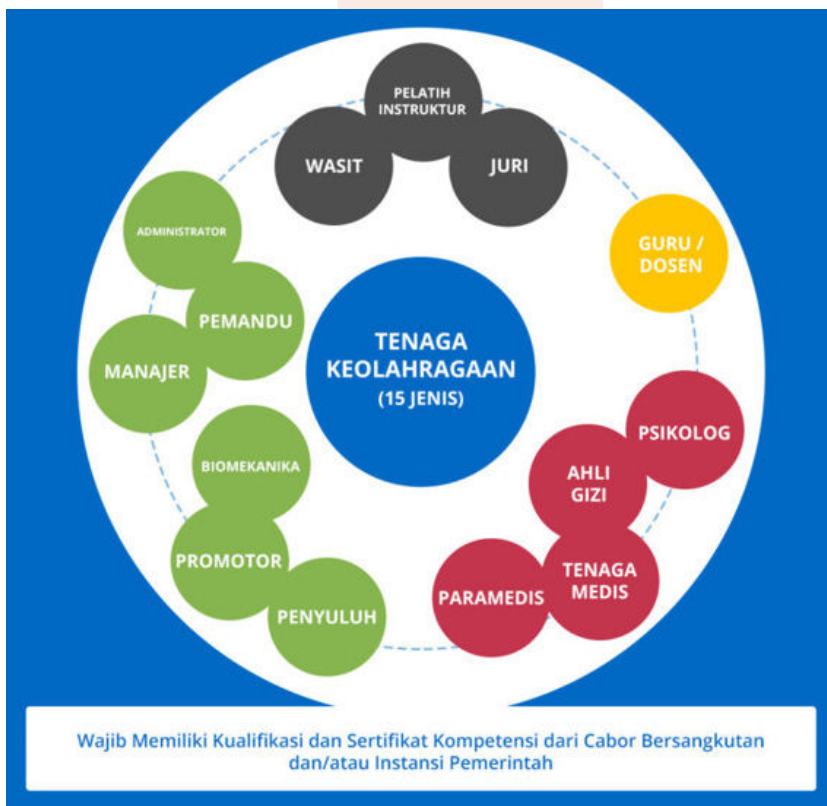 PELATIH
INSTRUKTUR
WASIT
JURI
ADMINISTRATOR
PEMANDU
MANAJER
GURU /
DOSEN
TENAGA
KEOLAHRAGAAN
(15 JENIS)
BIOMEKANIKA
PROMOTOR
PENYULUH
PSIKOLOG
AHLI
GIZI
TENAGA
MEDIS
PARAMEDIS
Wajib Memiliki Kualifikasi dan Sertifikat Kompetensi dari Cabor Bersangkutan
dan/atau Instansi Pemerintah